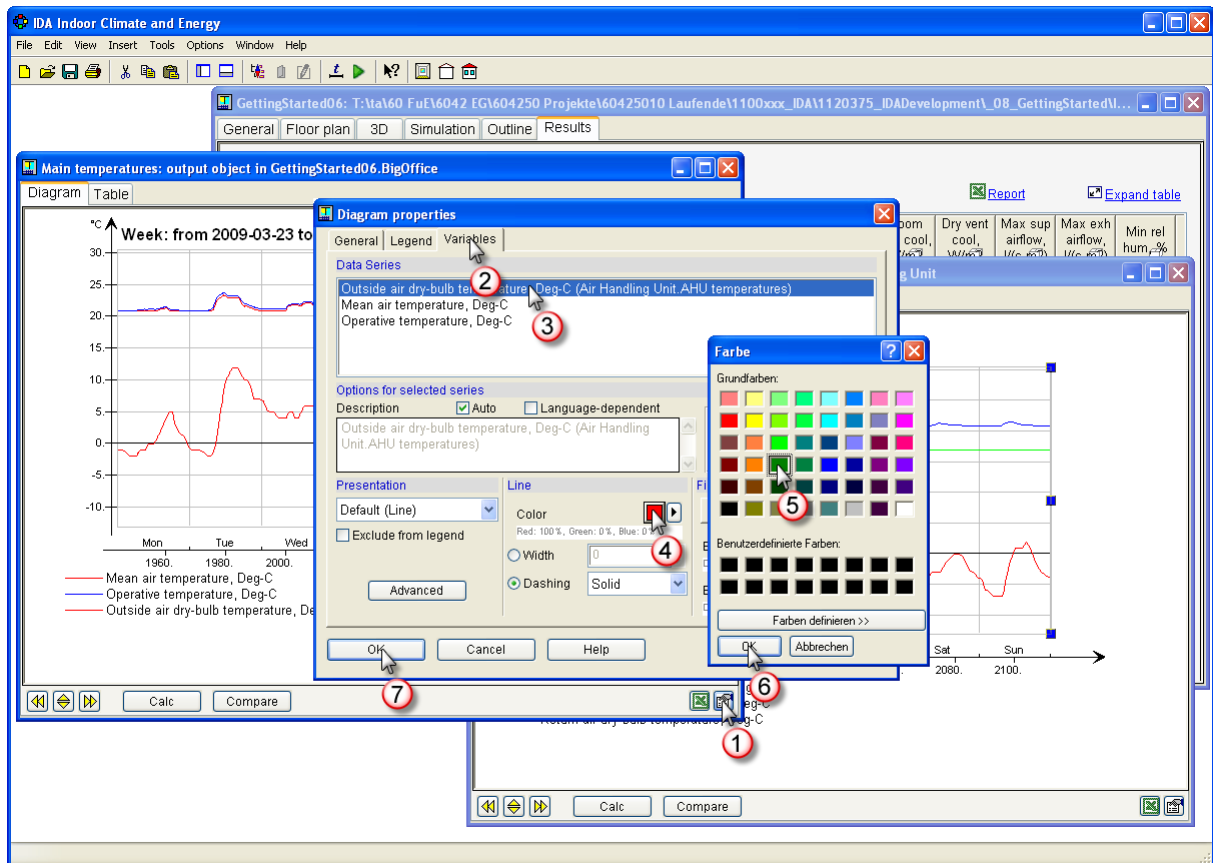 IDA Indoor Climate and Energy
File Edit View Insert Tools Options Window Help
GettingStarted06: T:\ta\60 FuE\6042 EG\604250 Projekte\60425010 Laufende\1100xxx_IDA\1120375_IDADevelopment\_08_GettingStarted\I...
General Floor plan 3D Simulation Outline Results
Report Expand table
Dry vent cool, Max sup airflow, Max exh airflow, Min rel hum, %
cool,
Main temperatures: output object in GettingStarted06.BigOffice
Diagram Table
°C
Week: from 2009-03-23 to
30.
25.
20.
15.
10.
5.
0.
-5.
-10.
Mon Tue Wed
1960. 1980. 2000.
Mean air temperature, Deg-C
Operative temperature, Deg-C
Outside air dry-bulb temperature, De
Calc Compare
1
Diagram properties
General Legend Variables
2
Data Series
Outside air dry-bulb temperature, Deg-C (Air Handling Unit.AHU temperatures)
Mean air temperature, Deg-C
Operative temperature, Deg-C
3
Options for selected series
Description Auto Language-dependent
Outside air dry-bulb temperature, Deg-C (Air Handling
Unit.AHU temperatures)
Presentation Line Fi
Default (Line) Color
Red: 100%, Green: 0%, Blue: 0%
4
Exclude from legend
Width 0
Dashing Solid
Advanced
OK Cancel Help
7
Farbe
Grundfarben:
5
Benutzerdefinierte Farben:
Farben definieren >>
OK Abbrechen
6
g Unit
Sat Sun
2080. 2100.
Return air dry-bulb temperature, Deg-C
Calc Compare